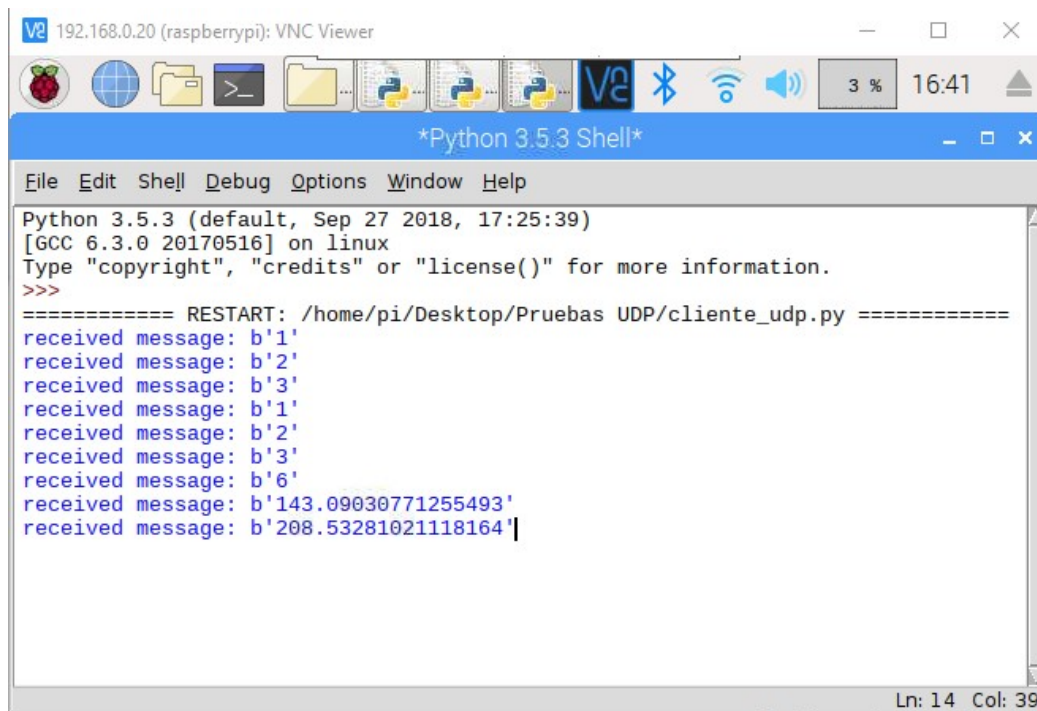 192.168.0.20 (raspberrypi): VNC Viewer
3 % 16:41
*Python 3.5.3 Shell*
File Edit Shell Debug Options Window Help
Python 3.5.3 (default, Sep 27 2018, 17:25:39)
[GCC 6.3.0 20170516] on linux
Type "copyright", "credits" or "license()" for more information.
>>>
============ RESTART: /home/pi/Desktop/Pruebas UDP/cliente_udp.py ============
received message: b'1'
received message: b'2'
received message: b'3'
received message: b'1'
received message: b'2'
received message: b'3'
received message: b'6'
received message: b'143.09030771255493'
received message: b'208.53281021118164'
Ln: 14 Col: 39